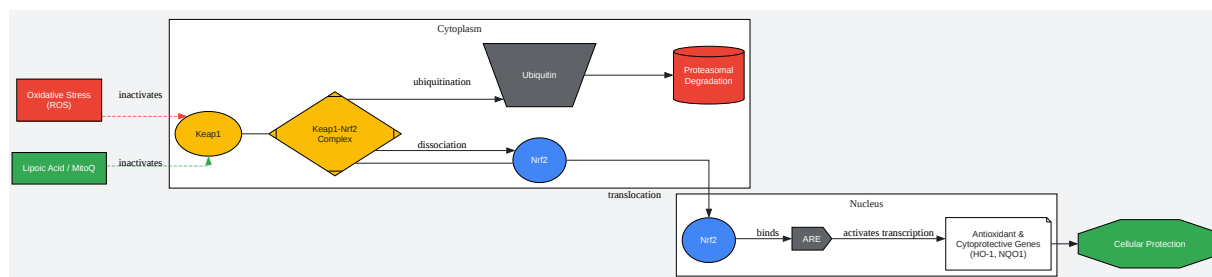 Cytoplasm
Oxidative Stress
(ROS)
inactivates
Keap1
Keap1-Nrf2
Complex
ubiquitination
Ubiquitin
Proteasomal
Degradation
Lipoic Acid / MitoQ
inactivates
dissociation
Nrf2
translocation
Nucleus
Nrf2
binds
ARE
activates transcription
Antioxidant &
Cytoprotective Genes
(HO-1, NQO1)
Cellular Protection